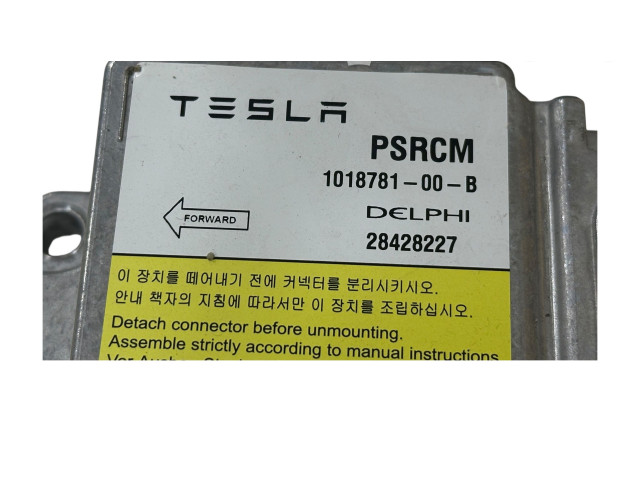 TESLA
PSRCM
1018781-00-B
DELPHI
FORWARD
28428227
이 장치를 떼어내기 전에 커넥터를 분리시키시오.
안내 책자의 지침에 따라서만 이 장치를 조립하십시오.
Detach connector before unmounting.
Assemble strictly according to manual instructions